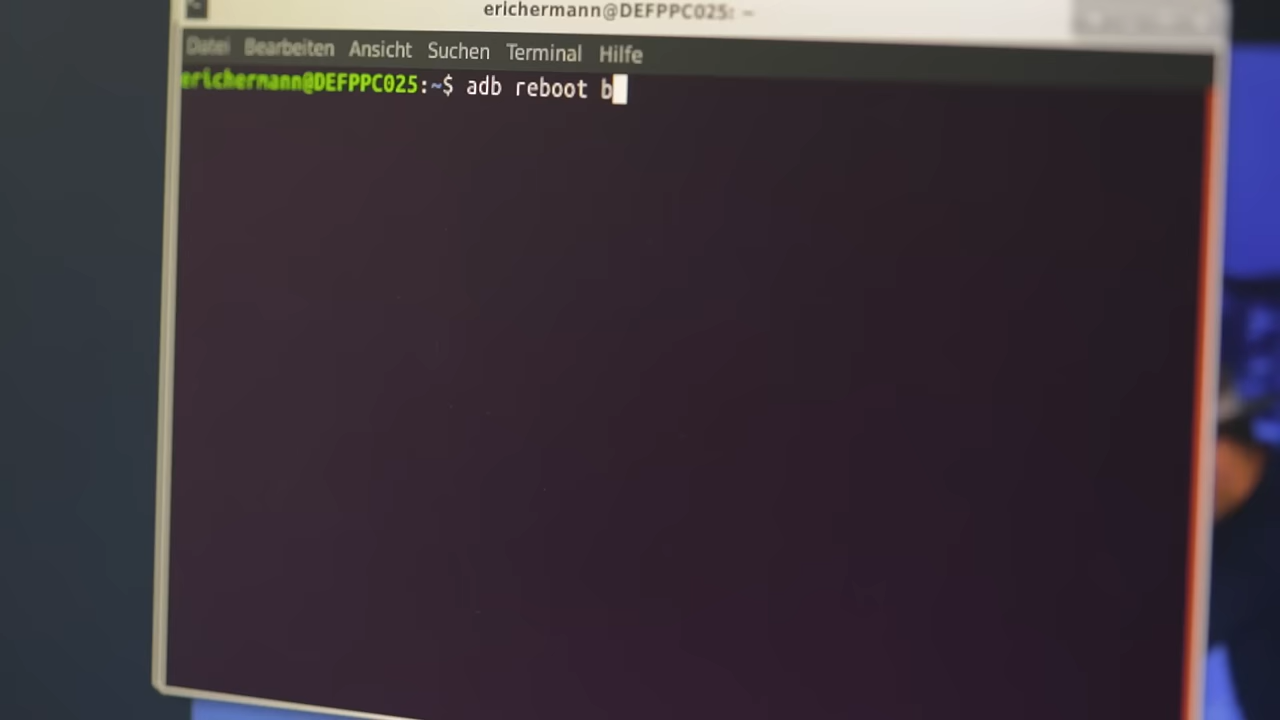 erichermann@DEFPPC025: ~
Datei Bearbeiten Ansicht Suchen Terminal Hilfe
erichermann@DEFPPC025:~$ adb reboot b